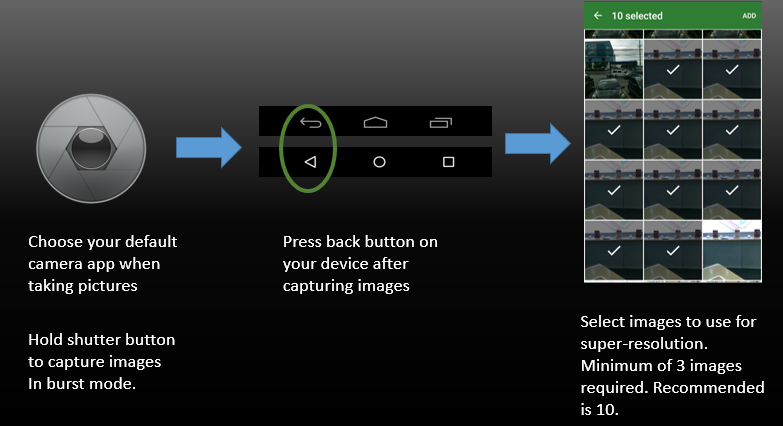 10 selected
ADD
Choose your default
camera app when
taking pictures
Hold shutter button
to capture images
In burst mode.
Press back button on
your device after
capturing images
Select images to use for
super-resolution.
Minimum of 3 images
required. Recommended
is 10.